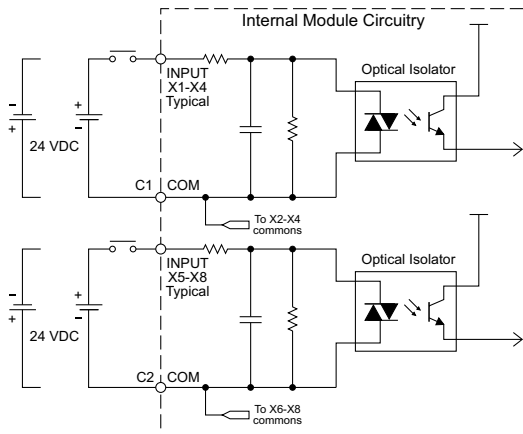 Internal Module Circuitry
INPUT
X1-X4
Typical
Optical Isolator
-
+
+
-
24 VDC
C1
COM
To X2-X4
commons
INPUT
X5-X8
Typical
Optical Isolator
-
+
+
-
24 VDC
C2
COM
To X6-X8
commons